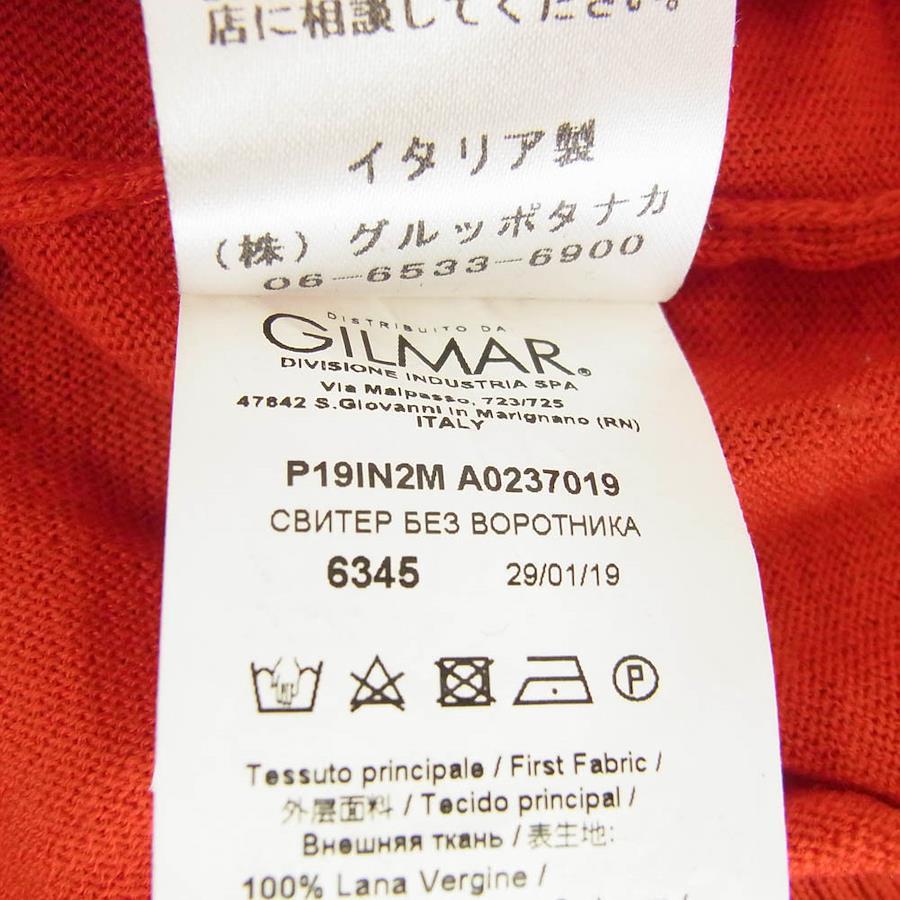 店に相談してください。
イタリア製
(株) グルッポタナカ
06-6533-6900
DISTRIBUITO DA
GILMAR®
DIVISIONE INDUSTRIA SPA
Via Malpasso, 723/725
47842 S.Giovanni in Marignano (RN)
ITALY
P19IN2M A0237019
СВИТЕР БЕЗ ВОРОТНИКА
6345 29/01/19
P
Tessuto principale / First Fabric /
外层面料 / Tecido principal /
Внешняя ткань / 表生地:
100% Lana Vergine /